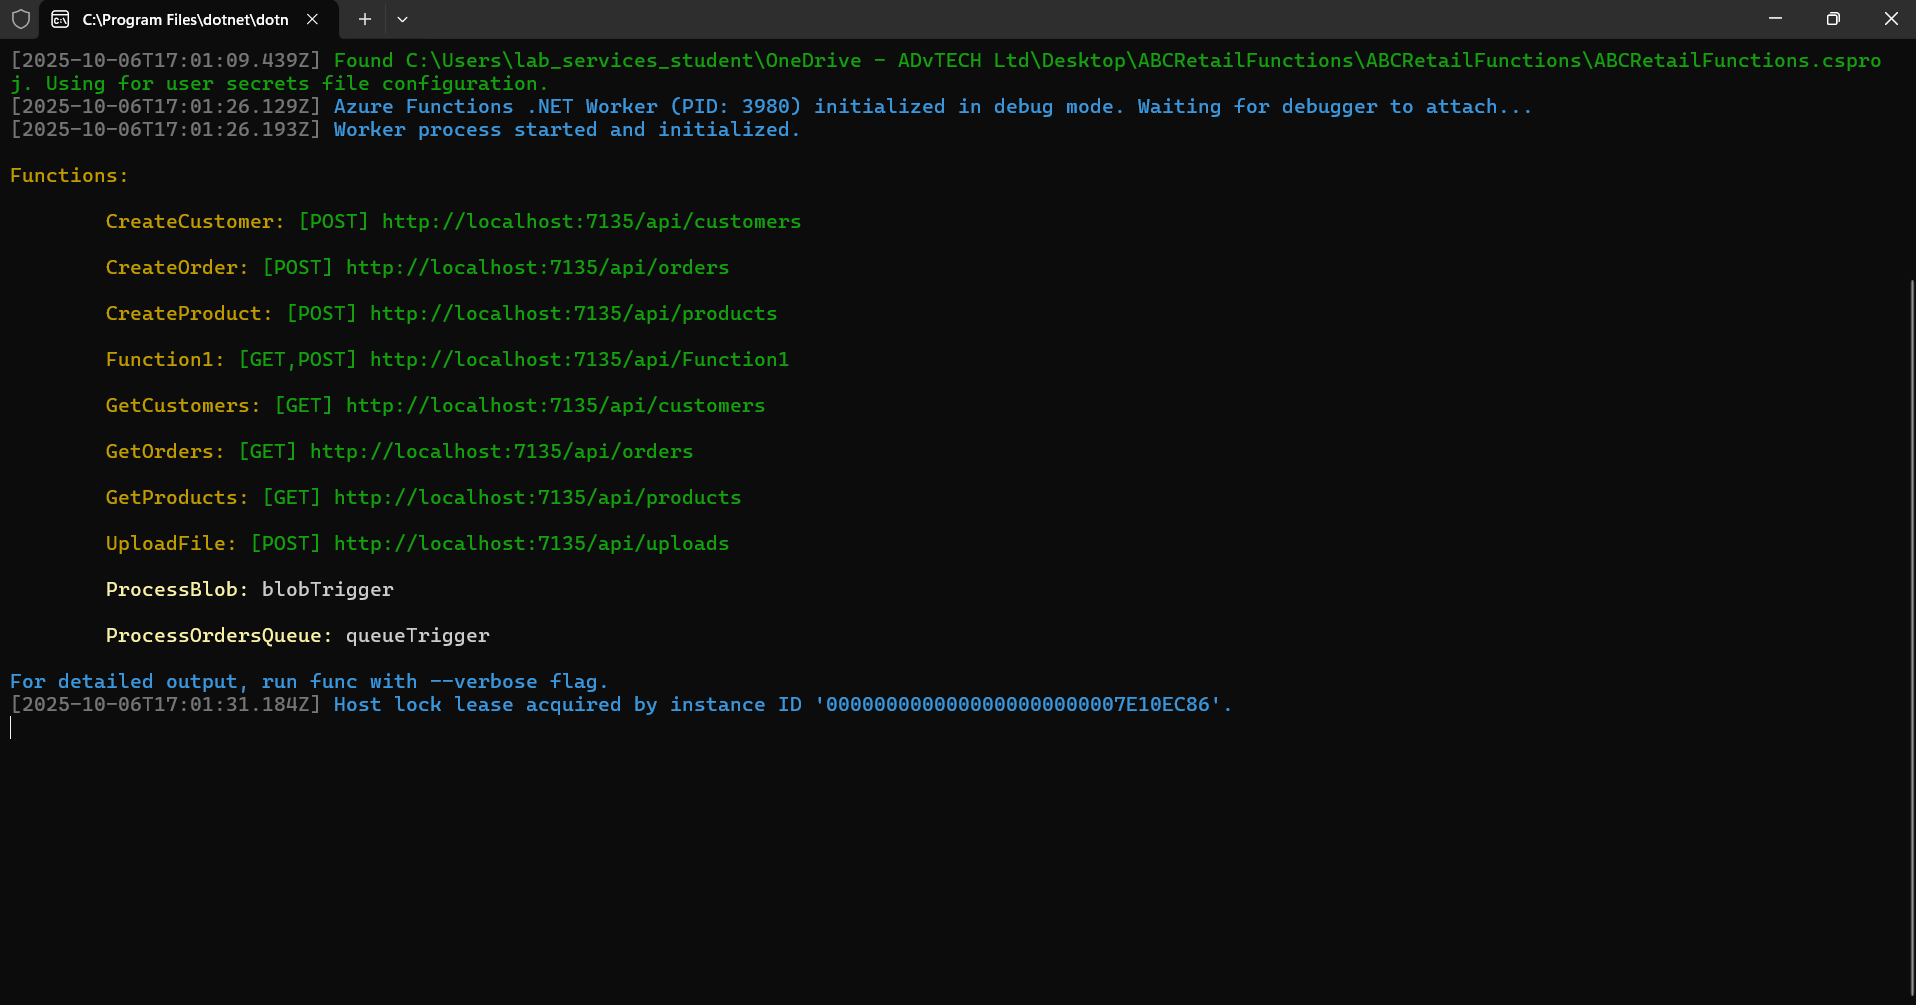 C:\Program Files\dotnet\dotn
[2025-10-06T17:01:09.439Z] Found C:\Users\lab_services_student\OneDrive - ADvTECH Ltd\Desktop\ABCRetailFunctions\ABCRetailFunctions\ABCRetailFunctions.cspro
j. Using for user secrets file configuration.
[2025-10-06T17:01:26.129Z] Azure Functions .NET Worker (PID: 3980) initialized in debug mode. Waiting for debugger to attach...
[2025-10-06T17:01:26.193Z] Worker process started and initialized.
Functions:
CreateCustomer: [POST] http://localhost:7135/api/customers
CreateOrder: [POST] http://localhost:7135/api/orders
CreateProduct: [POST] http://localhost:7135/api/products
Function1: [GET,POST] http://localhost:7135/api/Function1
GetCustomers: [GET] http://localhost:7135/api/customers
GetOrders: [GET] http://localhost:7135/api/orders
GetProducts: [GET] http://localhost:7135/api/products
UploadFile: [POST] http://localhost:7135/api/uploads
ProcessBlob: blobTrigger
ProcessOrdersQueue: queueTrigger
For detailed output, run func with --verbose flag.
[2025-10-06T17:01:31.184Z] Host lock lease acquired by instance ID '0000000000000000000000007E10EC86'.